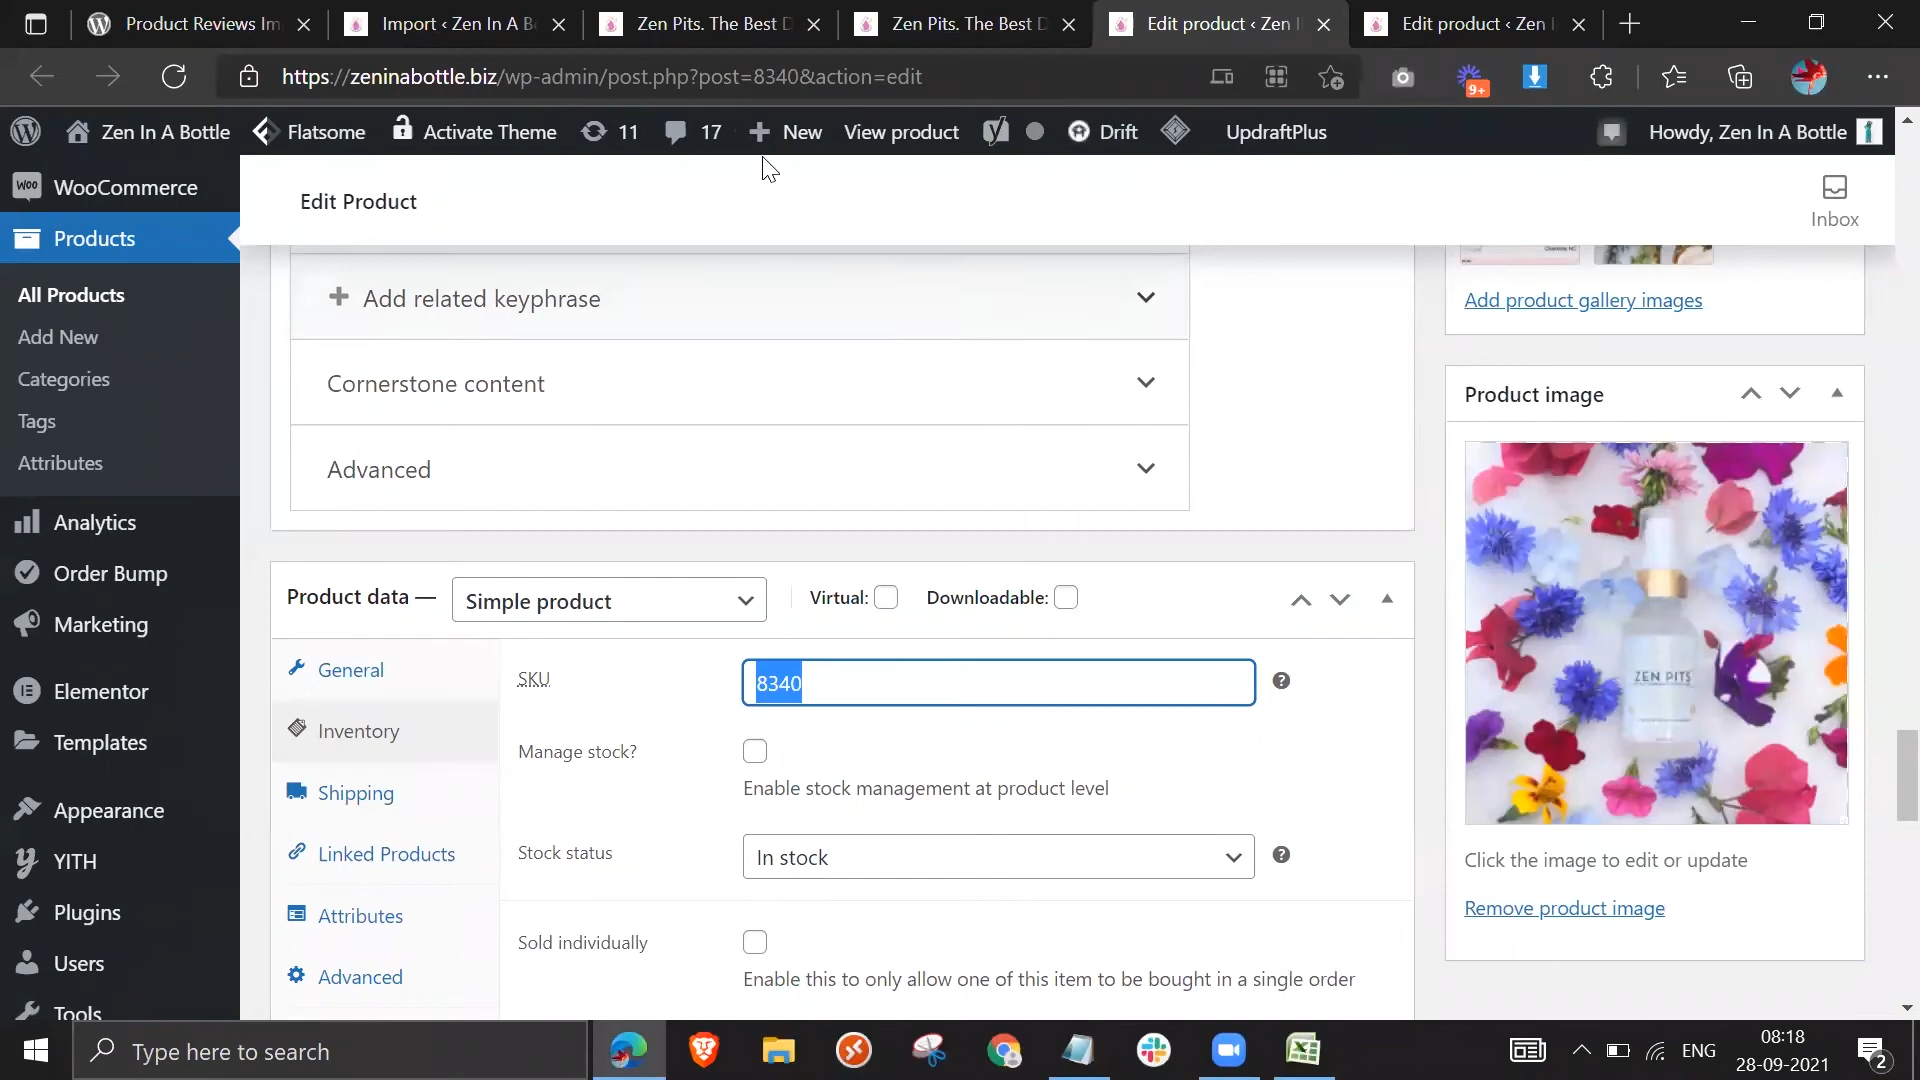 Product Reviews Im
Import ‹ Zen In A B
Zen Pits. The Best D
Zen Pits. The Best D
Edit product ‹ Zen I
Edit product ‹ Zen I
https://zeninabottle.biz/wp-admin/post.php?post=8340&action=edit
9+
Zen In A Bottle
Flatsome
Activate Theme
11
17
New
View product
Drift
UpdraftPlus
Howdy, Zen In A Bottle
WooCommerce
Products
All Products
Add New
Categories
Tags
Attributes
Analytics
Order Bump
Marketing
Elementor
Templates
Appearance
YITH
Plugins
Users
Tools
Edit Product
Inbox
Add related keyphrase
Cornerstone content
Advanced
Product data —
Simple product
Virtual:
Downloadable:
General
Inventory
Shipping
Linked Products
Attributes
Advanced
SKU
8340
Manage stock?
Enable stock management at product level
Stock status
In stock
Sold individually
Enable this to only allow one of this item to be bought in a single order
Add product gallery images
Product image
ZEN PITS
Click the image to edit or update
Remove product image
Type here to search
ENG
08:18
28-09-2021
2